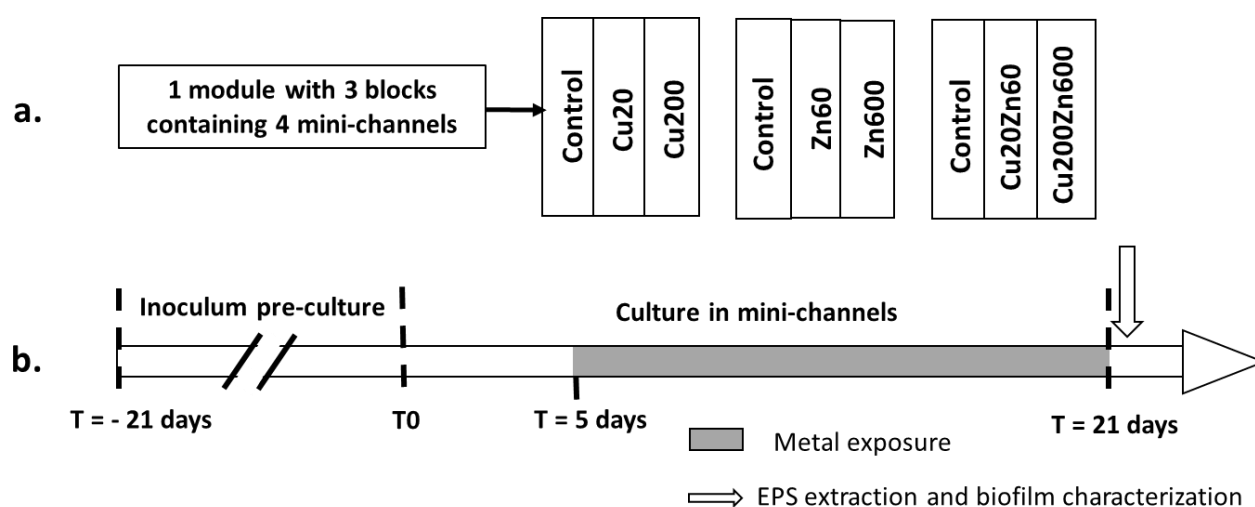 a.
1 module with 3 blocks
containing 4 mini-channels
Control
Cu20
Cu200
Control
Zn60
Zn600
Control
Cu20Zn60
Cu200Zn600
b.
Inoculum pre-culture
Culture in mini-channels
T = - 21 days
T0
T = 5 days
T = 21 days
Metal exposure
EPS extraction and biofilm characterization